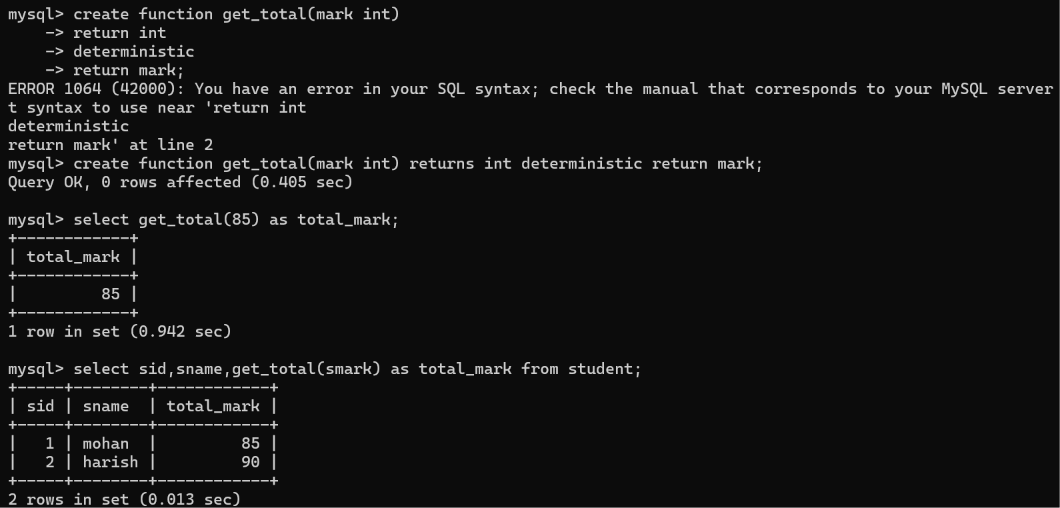 mysql> create function get_total(mark int)
    -> return int
    -> deterministic
    -> return mark;
ERROR 1064 (42000): You have an error in your SQL syntax; check the manual that corresponds to your MySQL server
t syntax to use near 'return int
deterministic
return mark' at line 2
mysql> create function get_total(mark int) returns int deterministic return mark;
Query OK, 0 rows affected (0.405 sec)

mysql> select get_total(85) as total_mark;
+------------+
| total_mark |
+------------+
|         85 |
+------------+
1 row in set (0.942 sec)

mysql> select sid,sname,get_total(smark) as total_mark from student;
+-----+--------+------------+
| sid | sname  | total_mark |
+-----+--------+------------+
|   1 | mohan  |         85 |
|   2 | harish |         90 |
+-----+--------+------------+
2 rows in set (0.013 sec)